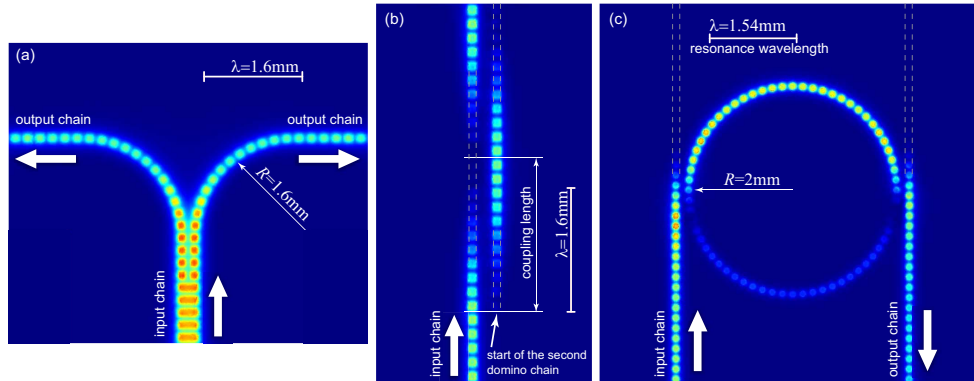 (a)
λ=1.6mm
output chain
output chain
R=1.6mm
input chain
(b)
coupling length
λ=1.6mm
input chain
start of the second
domino chain
(c)
λ=1.54mm
resonance wavelength
R=2mm
input chain
output chain